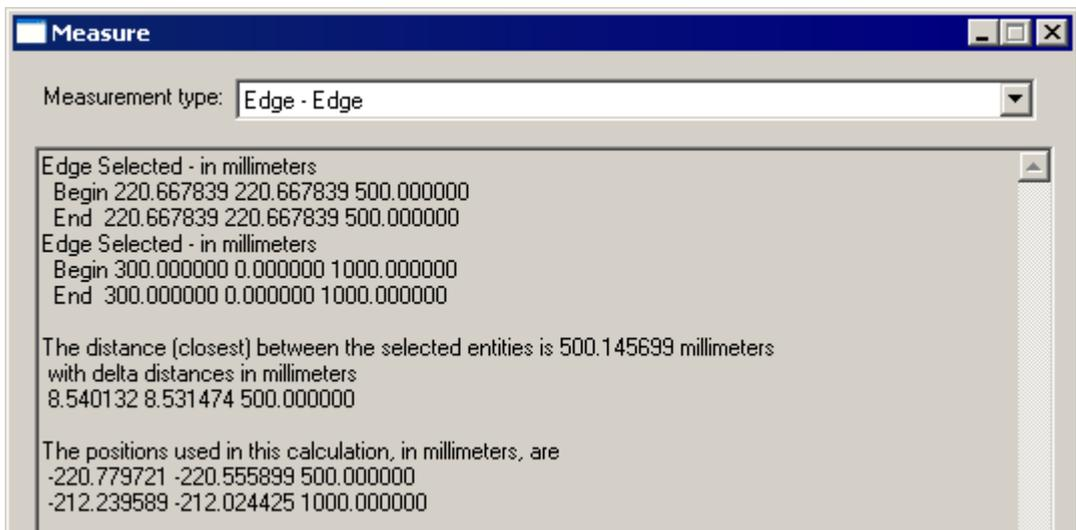 Measure
Measurement type: Edge - Edge
Edge Selected - in millimeters
Begin 220.667839 220.667839 500.000000
End 220.667839 220.667839 500.000000
Edge Selected - in millimeters
Begin 300.000000 0.000000 1000.000000
End 300.000000 0.000000 1000.000000
The distance (closest) between the selected entities is 500.145699 millimeters
with delta distances in millimeters
8.540132 8.531474 500.000000
The positions used in this calculation, in millimeters, are
-220.779721 -220.555899 500.000000
-212.239589 -212.024425 1000.000000